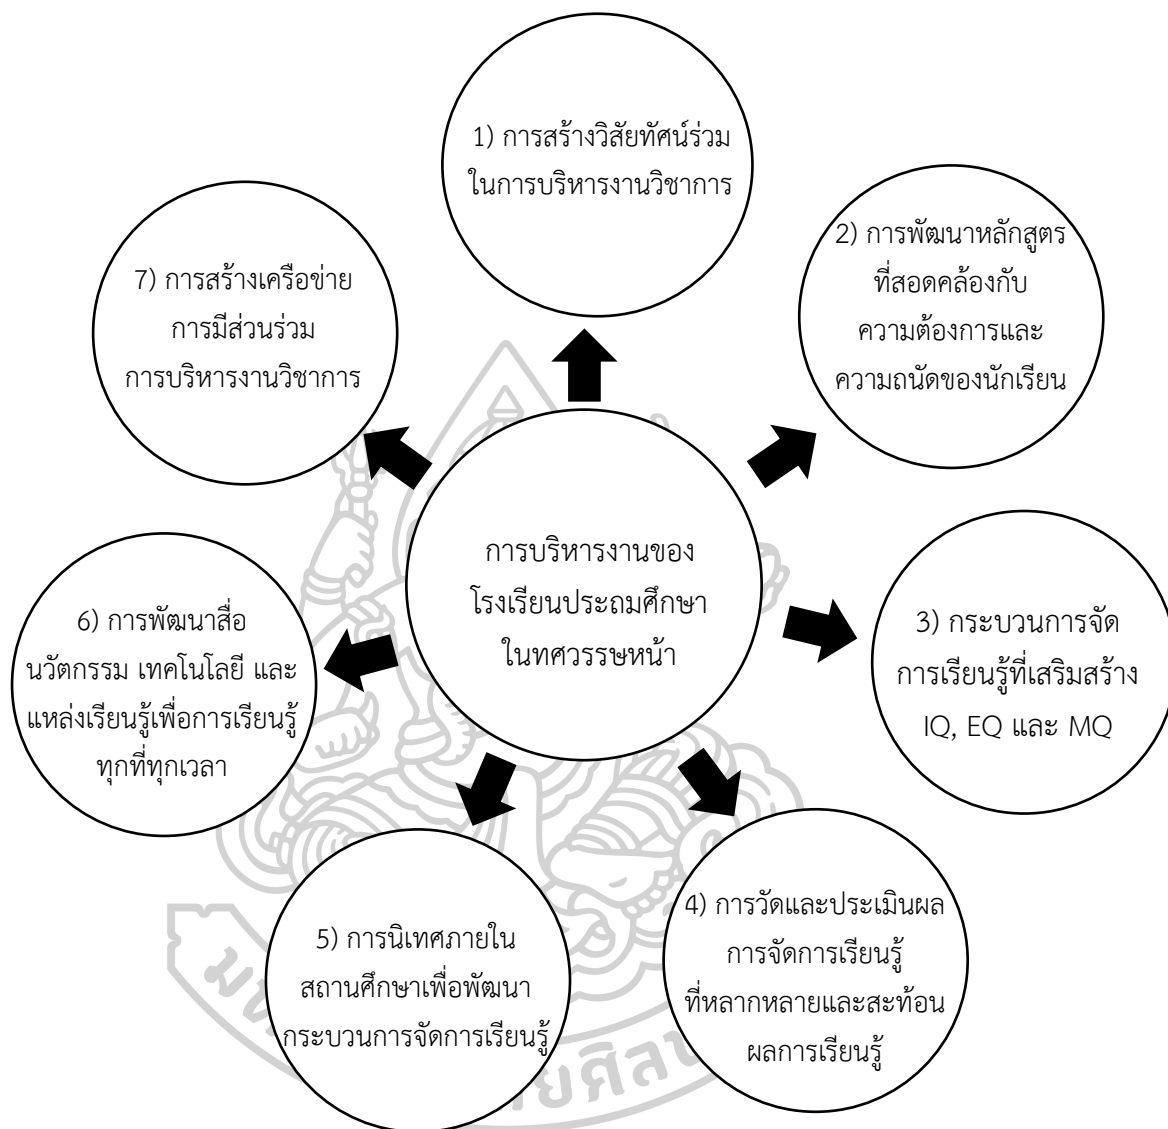 1) การสร้างวิสัยทัศน์ร่วม
ในการบริหารงานวิชาการ
2) การพัฒนาหลักสูตร
ที่สอดคล้องกับ
ความต้องการและ
ความถนัดของนักเรียน
7) การสร้างเครือข่าย
การมีส่วนร่วม
การบริหารงานวิชาการ
การบริหารงานของ
โรงเรียนประถมศึกษา
ในทศวรรษหน้า
3) กระบวนการจัด
การเรียนรู้ที่เสริมสร้าง
IQ, EQ และ MQ
6) การพัฒนาสื่อ
นวัตกรรม เทคโนโลยี และ
แหล่งเรียนรู้เพื่อการเรียนรู้
ทุกที่ทุกเวลา
4) การวัดและประเมินผล
การจัดการเรียนรู้
ที่หลากหลายและสะท้อน
ผลการเรียนรู้
5) การนิเทศภายใน
สถานศึกษาเพื่อพัฒนา
กระบวนการจัดการเรียนรู้